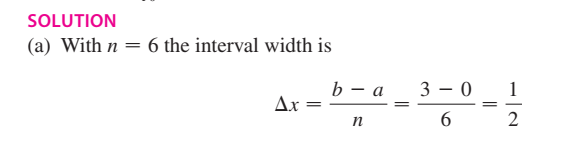 SOLUTION
(a) With n = 6 the interval width is
Δx = (b − a)/n = (3 − 0)/6 = 1/2